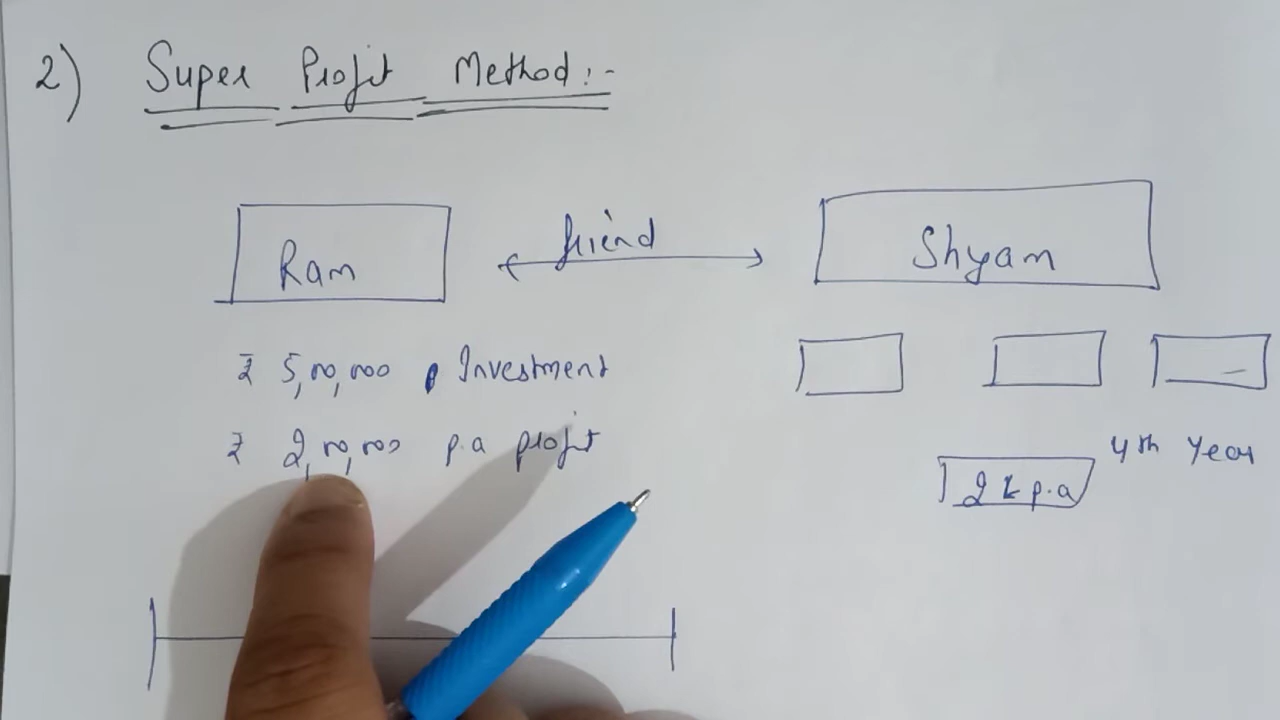 2) Super Profit Method:-
Ram
friend
Shyam
₹ 5,00,000 Investment
₹ 2,00,000 p.a profit
4th Year
2 L p.a